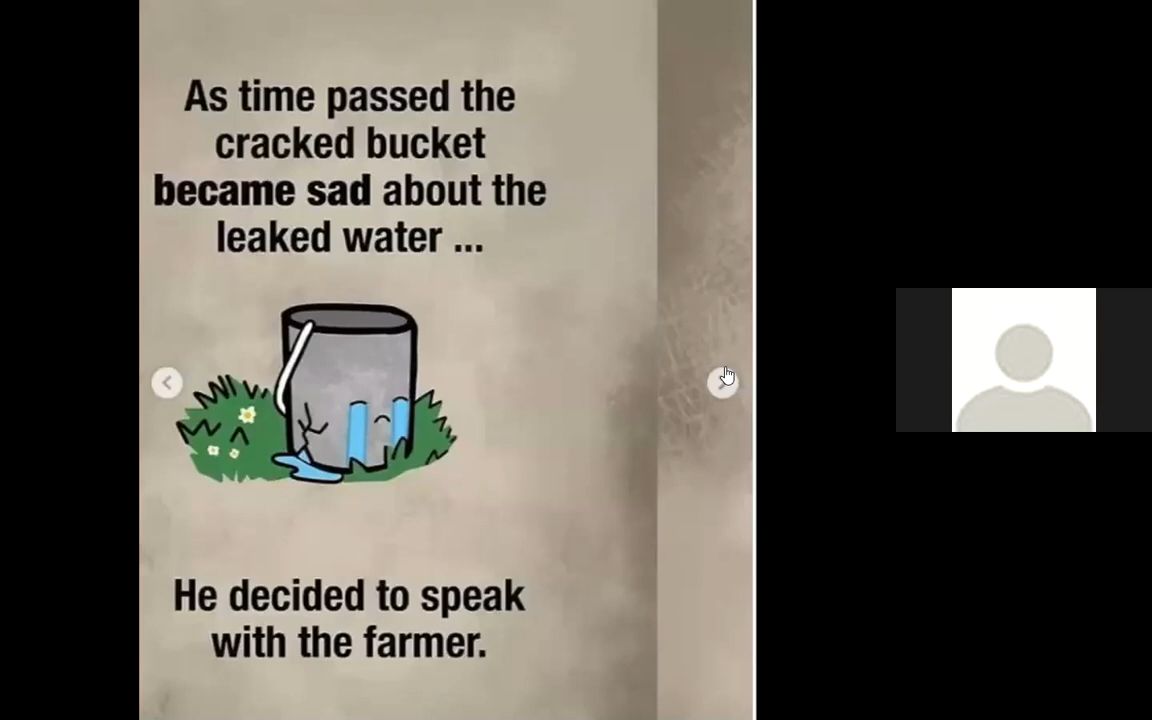 As time passed the
cracked bucket
became sad about the
leaked water ...
He decided to speak
with the farmer.